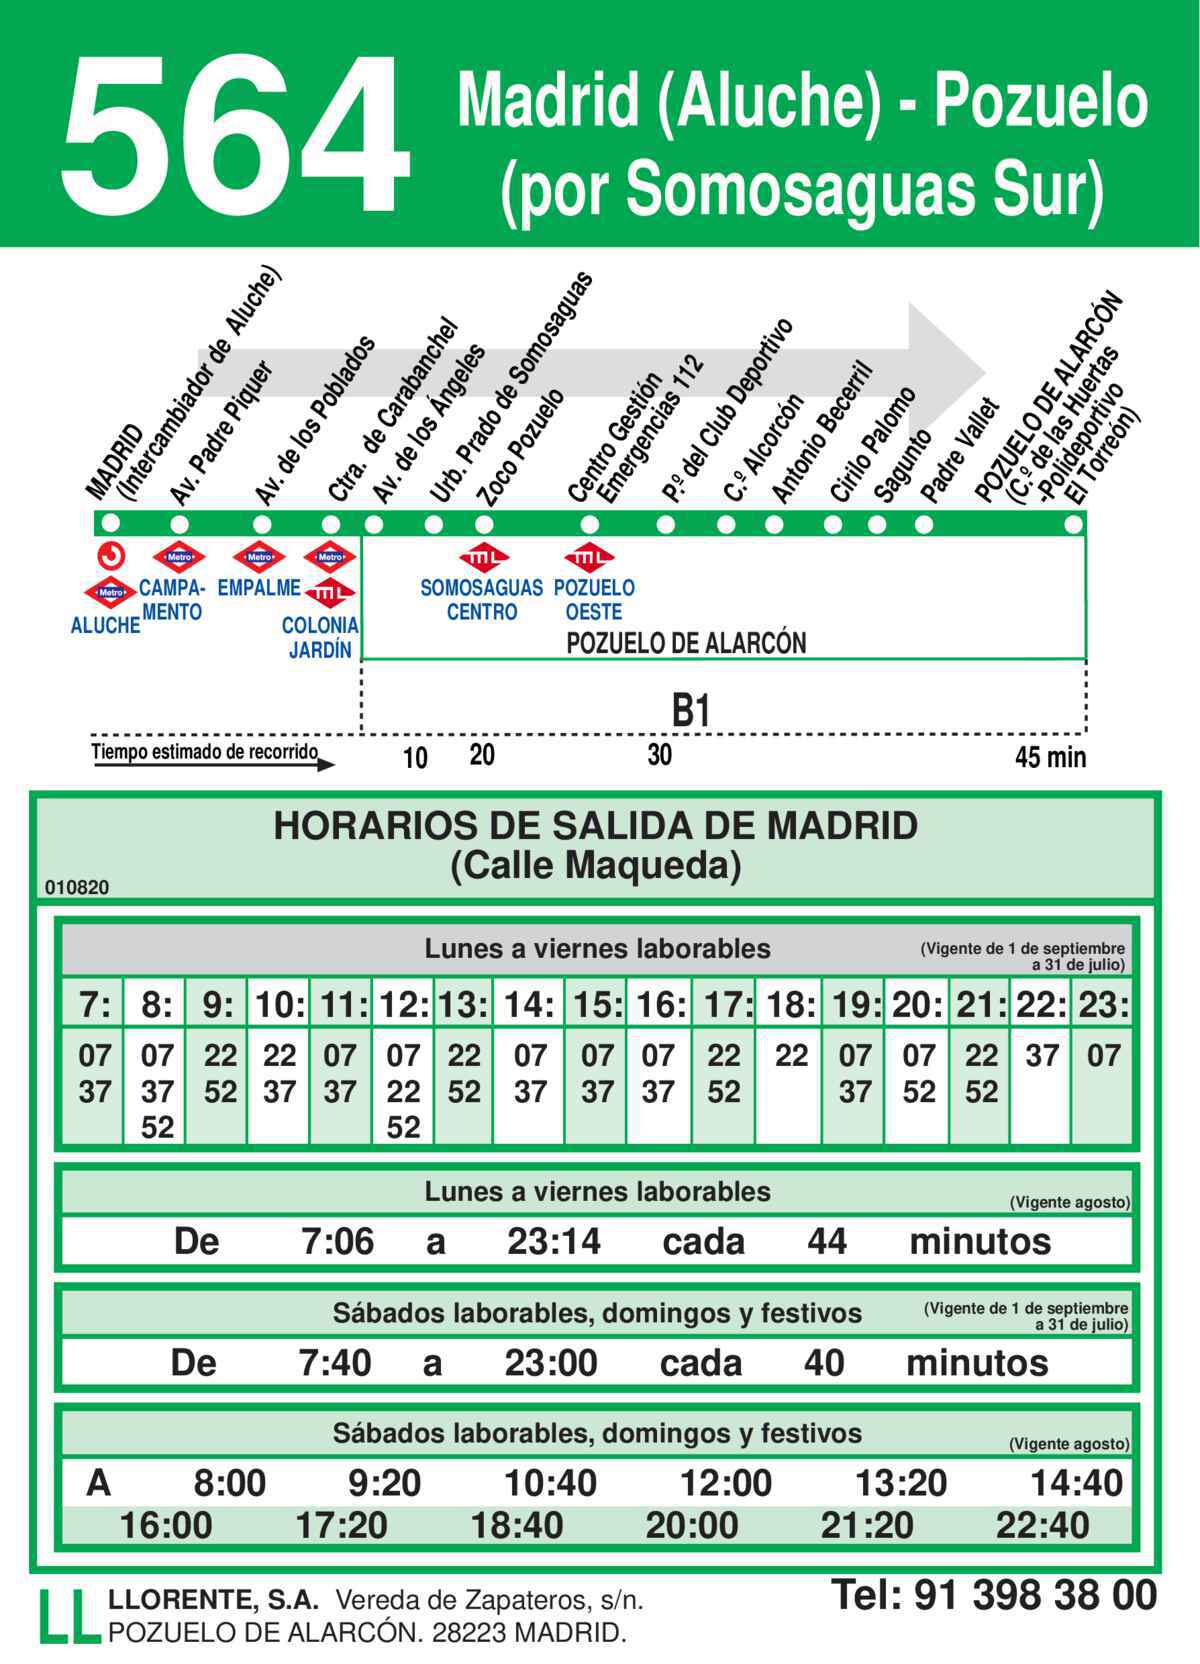 564
Madrid (Aluche) - Pozuelo
(por Somosaguas Sur)
MADRID
(Intercambiador de Aluche)
Av. Padre Piquer
Av. de los Poblados
Ctra. de Carabanchel
Av. de los Ángeles
Urb. Prado de Somosaguas
Zoco Pozuelo
Centro Gestión
Emergencias 112
P.º del Club Deportivo
C.º Alcorcón
Antonio Becerril
Cirilo Palomo
Sagunto
Padre Vallet
POZUELO DE ALARCÓN
(C.º de las Huertas
-Polideportivo
El Torreón)
Metro Metro Metro ML ML
Metro CAMPA- EMPALME ML SOMOSAGUAS POZUELO
ALUCHE MENTO COLONIA CENTRO OESTE
JARDÍN POZUELO DE ALARCÓN
B1
Tiempo estimado de recorrido 10 20 30 45 min
HORARIOS DE SALIDA DE MADRID
(Calle Maqueda)
010820
Lunes a viernes laborables (Vigente de 1 de septiembre
a 31 de julio)
7: 8: 9: 10: 11: 12: 13: 14: 15: 16: 17: 18: 19: 20: 21: 22: 23:
07 07 22 22 07 07 22 07 07 07 22 22 07 07 22 37 07
37 37 52 37 37 22 52 37 37 37 52 37 52 52
52 52
Lunes a viernes laborables (Vigente agosto)
De 7:06 a 23:14 cada 44 minutos
Sábados laborables, domingos y festivos (Vigente de 1 de septiembre
a 31 de julio)
De 7:40 a 23:00 cada 40 minutos
Sábados laborables, domingos y festivos (Vigente agosto)
A 8:00 9:20 10:40 12:00 13:20 14:40
16:00 17:20 18:40 20:00 21:20 22:40
LL LLORENTE, S.A. Vereda de Zapateros, s/n. Tel: 91 398 38 00
POZUELO DE ALARCÓN. 28223 MADRID.